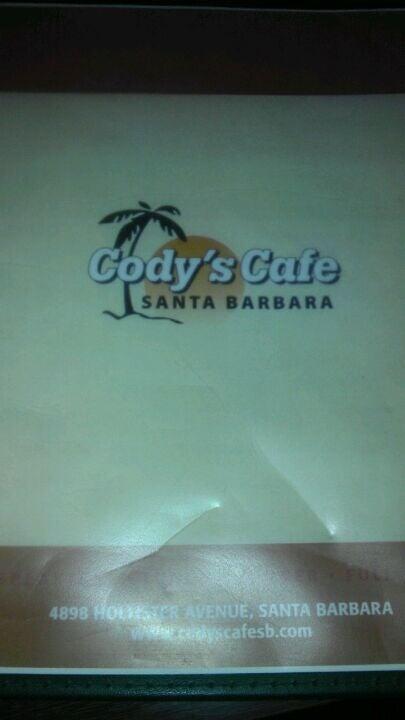 Cody's Cafe
SANTA BARBARA
4898 HOLLISTER AVENUE, SANTA BARBARA
www.codyscafesb.com